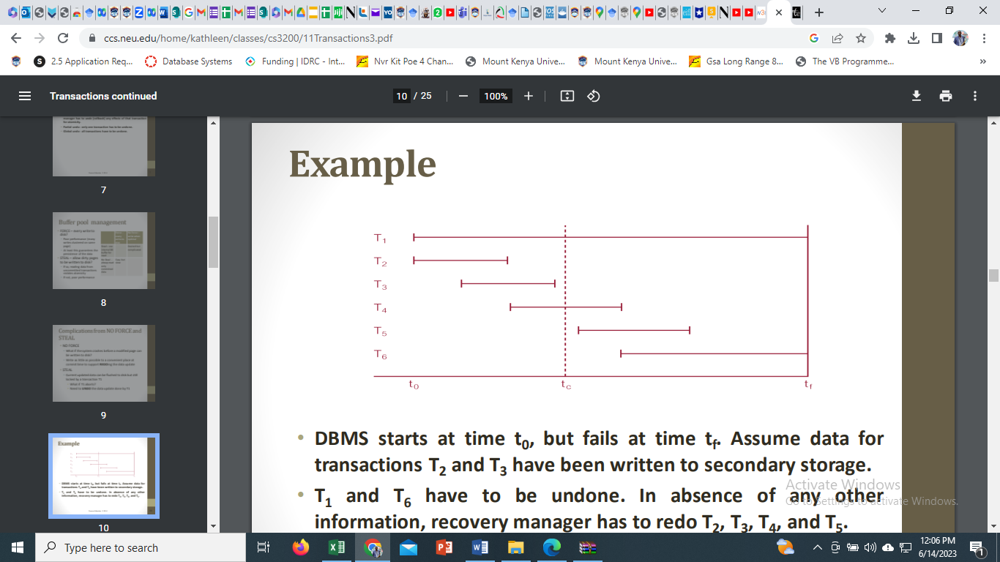 ccs.neu.edu/home/kathleen/classes/cs3200/11Transactions3.pdf
2.5 Application Req... Database Systems Funding | IDRC - Int... Nvr Kit Poe 4 Chan... Mount Kenya Unive... Mount Kenya Unive... Gsa Long Range 8... The VB Programme... »
Transactions continued 10 / 25 100%
7
Buffer pool management
8
Complications from NO FORCE and
STEAL
9
Example
10
Example
T1
T2
T3
T4
T5
T6
t0 tc tf
• DBMS starts at time t0, but fails at time tf. Assume data for
transactions T2 and T3 have been written to secondary storage.
• T1 and T6 have to be undone. In absence of any other
information, recovery manager has to redo T2, T3, T4, and T5.
Activate Windows
Go to Settings to activate Windows.
Type here to search
12:06 PM
6/14/2023
1